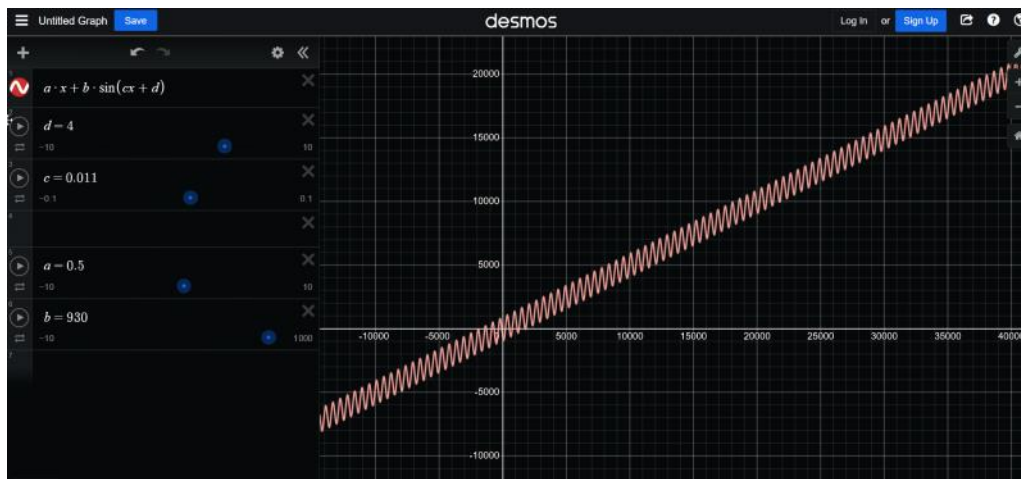 Untitled Graph Save desmos Log In or Sign Up
a · x + b · sin(cx + d)
d = 4
-10 10
c = 0.011
-0.1 0.1
a = 0.5
-10 10
b = 930
-10 1000
20000
15000
10000
5000
-10000 -5000 0 5000 10000 15000 20000 25000 30000 35000 4000
-5000
-10000